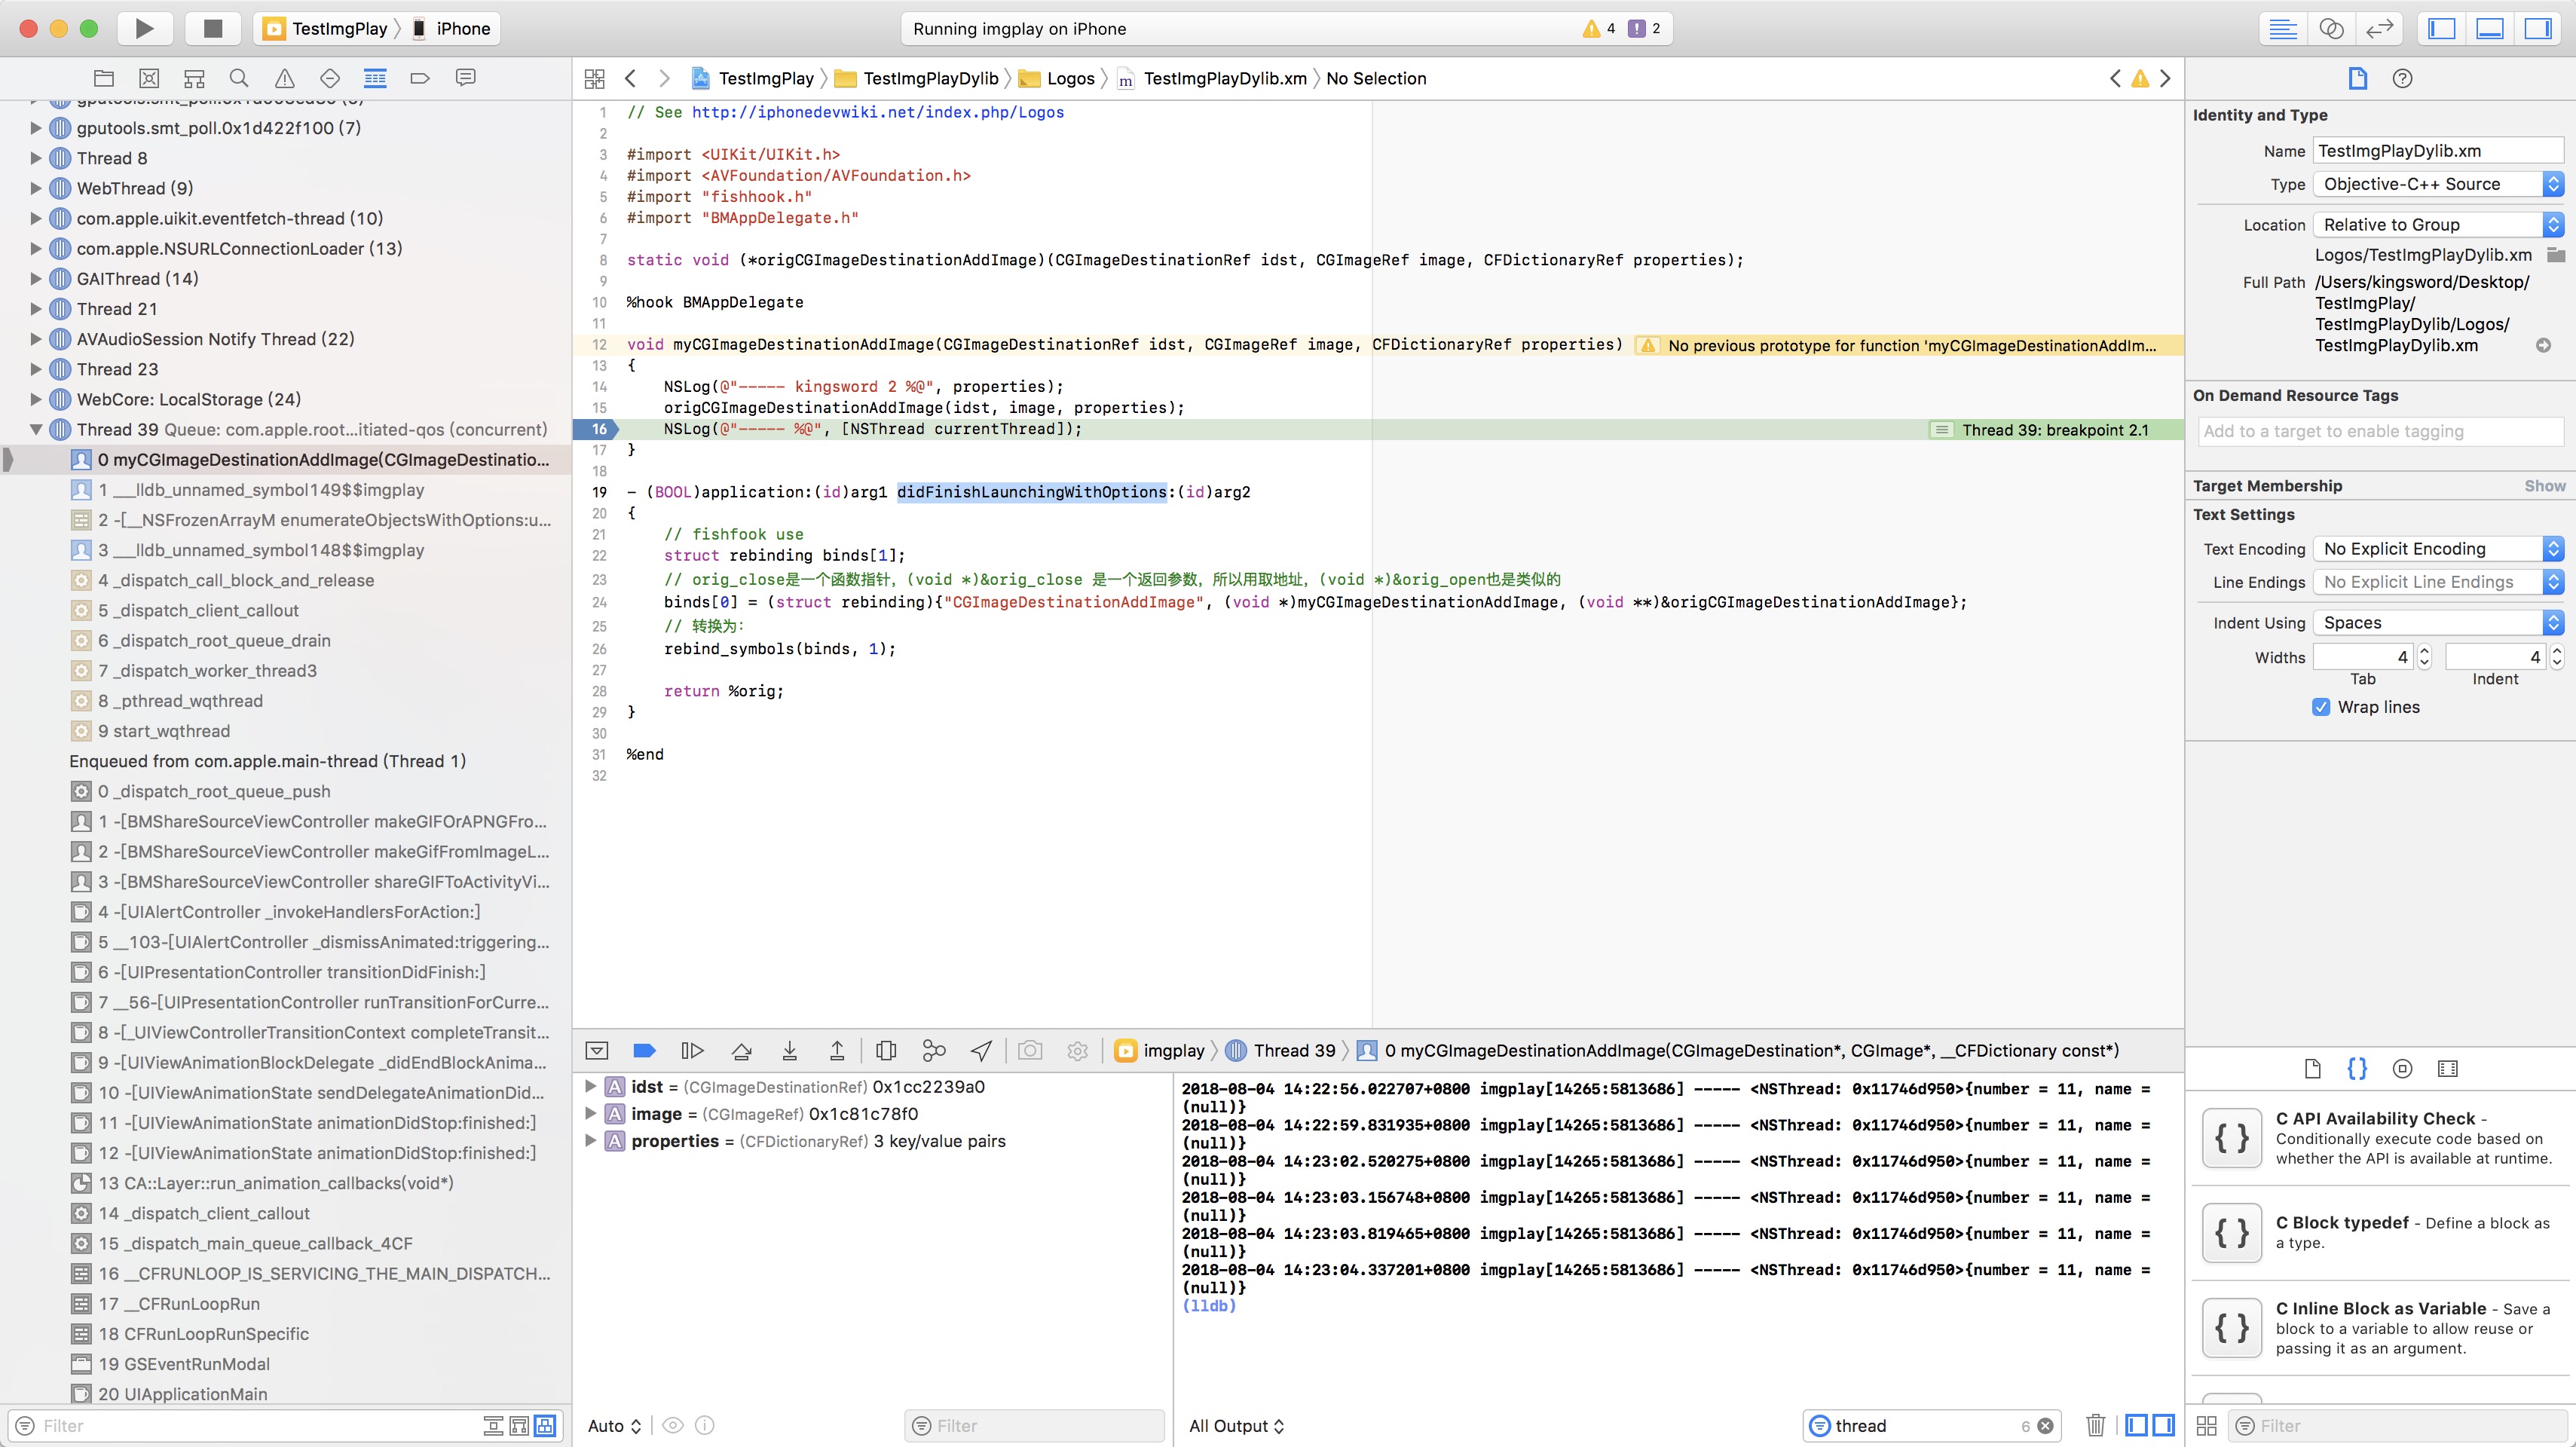 TestImgPlay
iPhone
Running imgplay on iPhone
4
2
gputools.smt_poll.0x1d422f100 (7)
Thread 8
WebThread (9)
com.apple.uikit.eventfetch-thread (10)
com.apple.NSURLConnectionLoader (13)
GAIThread (14)
Thread 21
AVAudioSession Notify Thread (22)
Thread 23
WebCore: LocalStorage (24)
Thread 39 Queue: com.apple.root...itiated-qos (concurrent)
0 myCGImageDestinationAddImage(CGImageDestinatio...
1 ___lldb_unnamed_symbol149$$imgplay
2 -[__NSFrozenArrayM enumerateObjectsWithOptions:u...
3 ___lldb_unnamed_symbol148$$imgplay
4 _dispatch_call_block_and_release
5 _dispatch_client_callout
6 _dispatch_root_queue_drain
7 _dispatch_worker_thread3
8 _pthread_wqthread
9 start_wqthread
Enqueued from com.apple.main-thread (Thread 1)
0 _dispatch_root_queue_push
1 -[BMShareSourceViewController makeGIFOrAPNGFro...
2 -[BMShareSourceViewController makeGifFromImageL...
3 -[BMShareSourceViewController shareGIFToActivityVi...
4 -[UIAlertController _invokeHandlersForAction:]
5 __103-[UIAlertController _dismissAnimated:triggering...
6 -[UIPresentationController transitionDidFinish:]
7 __56-[UIPresentationController runTransitionForCurre...
8 -[_UIViewControllerTransitionContext completeTransit...
9 -[UIViewAnimationBlockDelegate _didEndBlockAnima...
10 -[UIViewAnimationState sendDelegateAnimationDid...
11 -[UIViewAnimationState animationDidStop:finished:]
12 -[UIViewAnimationState animationDidStop:finished:]
13 CA::Layer::run_animation_callbacks(void*)
14 _dispatch_client_callout
15 _dispatch_main_queue_callback_4CF
16 __CFRUNLOOP_IS_SERVICING_THE_MAIN_DISPATCH...
17 __CFRunLoopRun
18 CFRunLoopRunSpecific
19 GSEventRunModal
20 UIApplicationMain
Filter
TestImgPlay
TestImgPlayDylib
Logos
m TestImgPlayDylib.xm
No Selection
1 // See http://iphonedevwiki.net/index.php/Logos
2
3 #import <UIKit/UIKit.h>
4 #import <AVFoundation/AVFoundation.h>
5 #import "fishhook.h"
6 #import "BMAppDelegate.h"
7
8 static void (*origCGImageDestinationAddImage)(CGImageDestinationRef idst, CGImageRef image, CFDictionaryRef properties);
9
10 %hook BMAppDelegate
11
12 void myCGImageDestinationAddImage(CGImageDestinationRef idst, CGImageRef image, CFDictionaryRef properties)
No previous prototype for function 'myCGImageDestinationAddIm...
13 {
14 NSLog(@"----- kingsword 2 %@", properties);
15 origCGImageDestinationAddImage(idst, image, properties);
16 NSLog(@"----- %@", [NSThread currentThread]);
Thread 39: breakpoint 2.1
17 }
18
19 - (BOOL)application:(id)arg1 didFinishLaunchingWithOptions:(id)arg2
20 {
21 // fishfook use
22 struct rebinding binds[1];
23 // orig_close是一个函数指针，(void *)&orig_close 是一个返回参数，所以用取地址，(void *)&orig_open也是类似的
24 binds[0] = (struct rebinding){"CGImageDestinationAddImage", (void *)myCGImageDestinationAddImage, (void **)&origCGImageDestinationAddImage};
25 // 转换为：
26 rebind_symbols(binds, 1);
27
28 return %orig;
29 }
30
31 %end
32
imgplay
Thread 39
0 myCGImageDestinationAddImage(CGImageDestination*, CGImage*, __CFDictionary const*)
A idst = (CGImageDestinationRef) 0x1cc2239a0
A image = (CGImageRef) 0x1c81c78f0
A properties = (CFDictionaryRef) 3 key/value pairs
Auto
Filter
2018-08-04 14:22:56.022707+0800 imgplay[14265:5813686] ----- <NSThread: 0x11746d950>{number = 11, name =
(null)}
2018-08-04 14:22:59.831935+0800 imgplay[14265:5813686] ----- <NSThread: 0x11746d950>{number = 11, name =
(null)}
2018-08-04 14:23:02.520275+0800 imgplay[14265:5813686] ----- <NSThread: 0x11746d950>{number = 11, name =
(null)}
2018-08-04 14:23:03.156748+0800 imgplay[14265:5813686] ----- <NSThread: 0x11746d950>{number = 11, name =
(null)}
2018-08-04 14:23:03.819465+0800 imgplay[14265:5813686] ----- <NSThread: 0x11746d950>{number = 11, name =
(null)}
2018-08-04 14:23:04.337201+0800 imgplay[14265:5813686] ----- <NSThread: 0x11746d950>{number = 11, name =
(null)}
(lldb)
All Output
thread
6
Identity and Type
Name TestImgPlayDylib.xm
Type Objective-C++ Source
Location Relative to Group
Logos/TestImgPlayDylib.xm
Full Path /Users/kingsword/Desktop/
TestImgPlay/
TestImgPlayDylib/Logos/
TestImgPlayDylib.xm
On Demand Resource Tags
Add to a target to enable tagging
Target Membership
Show
Text Settings
Text Encoding No Explicit Encoding
Line Endings No Explicit Line Endings
Indent Using Spaces
Widths 4 4
Tab Indent
Wrap lines
C API Availability Check -
Conditionally execute code based on
whether the API is available at runtime.
C Block typedef - Define a block as
a type.
C Inline Block as Variable - Save a
block to a variable to allow reuse or
passing it as an argument.
Filter